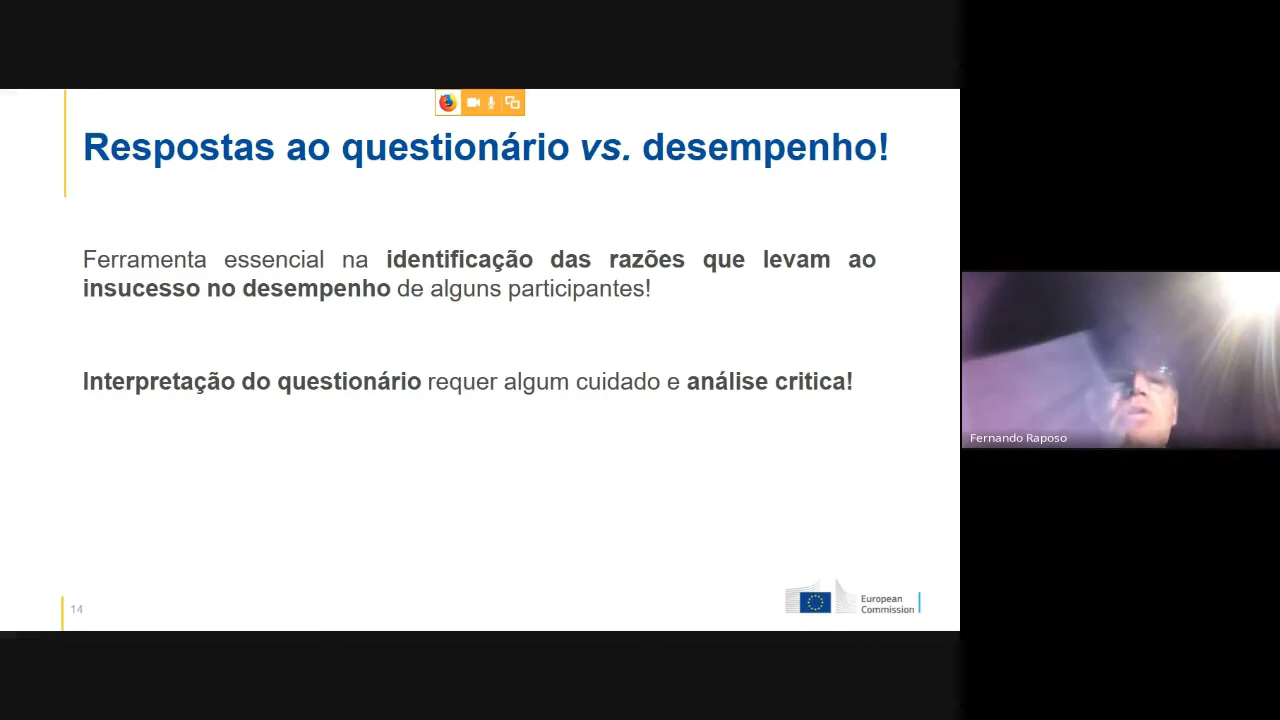 Respostas ao questionário vs. desempenho!
Ferramenta essencial na identificação das razões que levam ao
insucesso no desempenho de alguns participantes!
Interpretação do questionário requer algum cuidado e análise critica!
Fernando Raposo
14
European
Commission